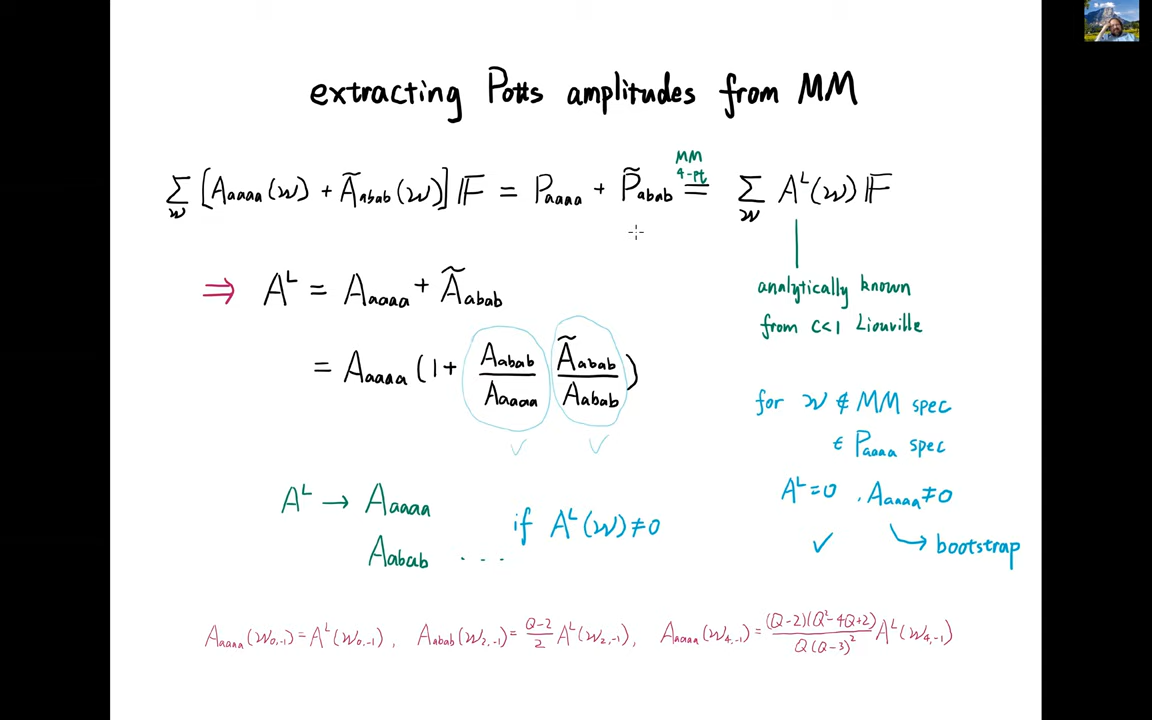 extracting Potts amplitudes from MM
∑_𝒲 [A_aaaa(𝒲) + Ã_abab(𝒲)] 𝔽 = P_aaaa + P̃_abab = (MM 4-pt) ∑_𝒲 A^L(𝒲) 𝔽
⇒ A^L = A_aaaa + Ã_abab
analytically known
from c<1 Liouville
= A_aaaa (1 + A_abab/A_aaaa Ã_abab/A_abab)
✓ ✓
for 𝒲 ∉ MM spec
∈ P_aaaa spec
A^L = 0 . A_aaaa ≠ 0
✓ → bootstrap
A^L → A_aaaa
A_abab ...
if A^L(𝒲) ≠ 0
A_aaaa(𝒲_0,-1) = A^L(𝒲_0,-1), A_abab(𝒲_2,-1) = (Q-2)/2 A^L(𝒲_2,-1), A_aaaa(𝒲_4,-1) = (Q-2)(Q²-4Q+2)/Q(Q-3)² A^L(𝒲_4,-1)